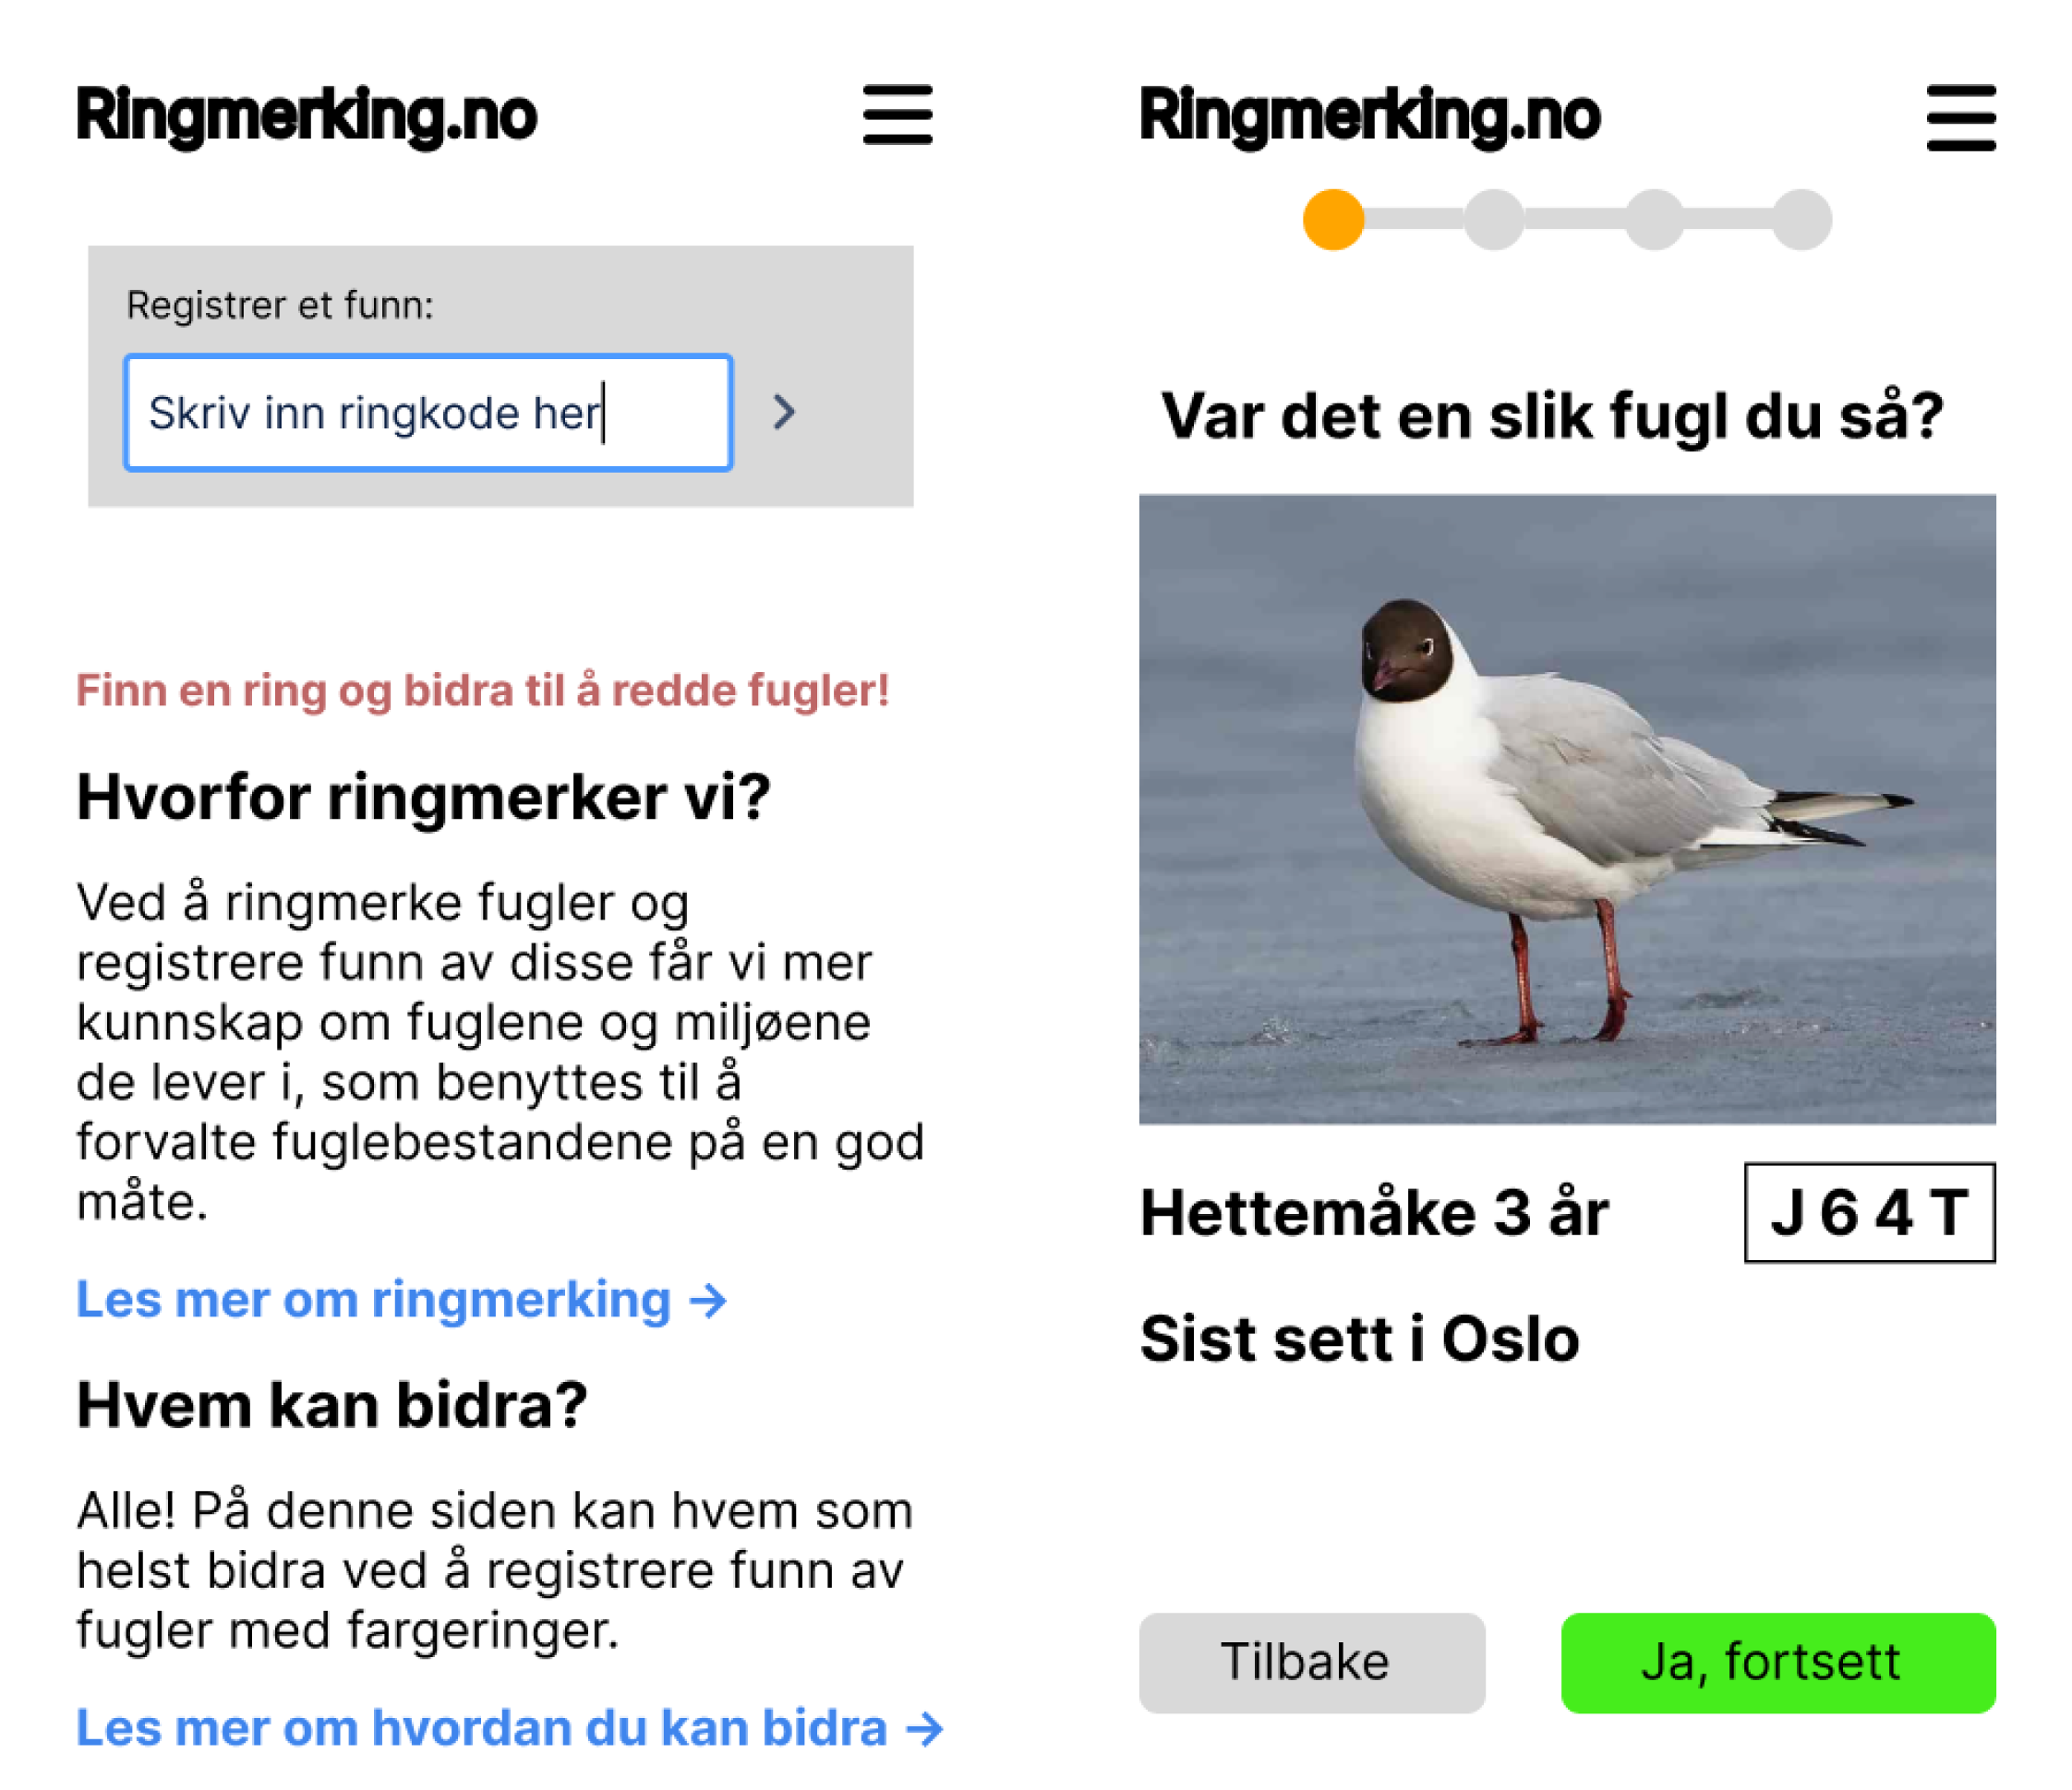 Ringmerking.no
Registrer et funn:
Skriv inn ringkode her
Finn en ring og bidra til å redde fugler!
Hvorfor ringmerker vi?
Ved å ringmerke fugler og
registrere funn av disse får vi mer
kunnskap om fuglene og miljøene
de lever i, som benyttes til å
forvalte fuglebestandene på en god
måte.
Les mer om ringmerking →
Hvem kan bidra?
Alle! På denne siden kan hvem som
helst bidra ved å registrere funn av
fugler med fargeringer.
Les mer om hvordan du kan bidra →
Ringmerking.no
Var det en slik fugl du så?
Hettemåke 3 år
J64T
Sist sett i Oslo
Tilbake
Ja, fortsett